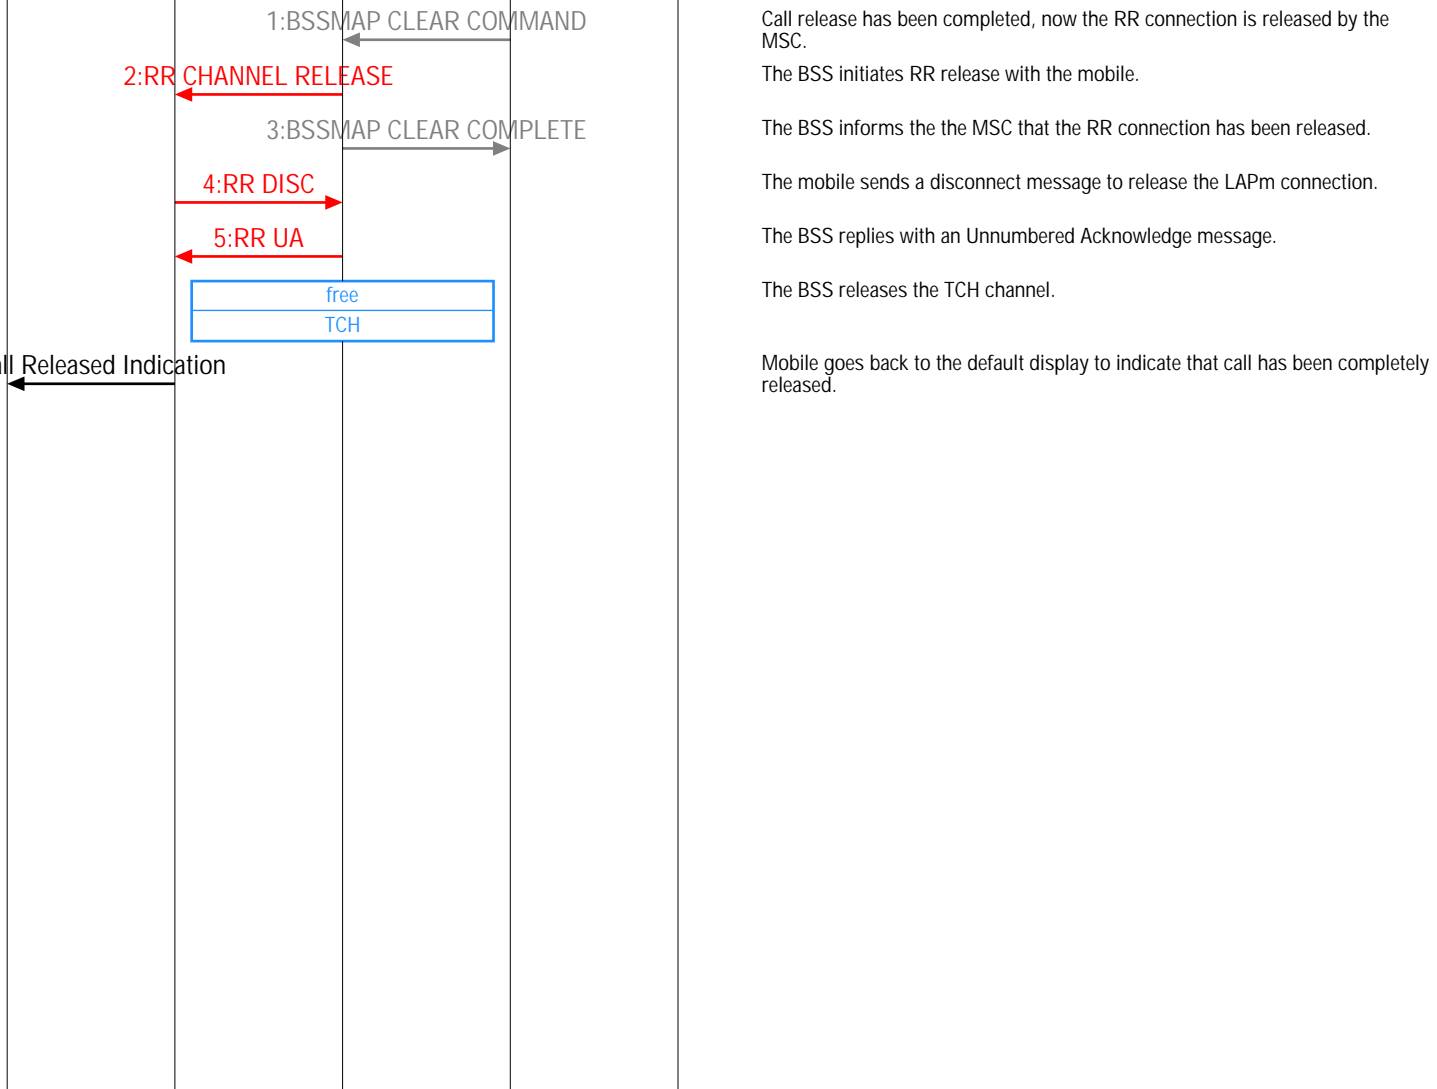 1:BSSMAP CLEAR COMMAND
Call release has been completed, now the RR connection is released by the
MSC.
2:RR CHANNEL RELEASE
The BSS initiates RR release with the mobile.
3:BSSMAP CLEAR COMPLETE
The BSS informs the the MSC that the RR connection has been released.
4:RR DISC
The mobile sends a disconnect message to release the LAPm connection.
5:RR UA
The BSS replies with an Unnumbered Acknowledge message.
free
The BSS releases the TCH channel.
TCH
all Released Indication
Mobile goes back to the default display to indicate that call has been completely
released.